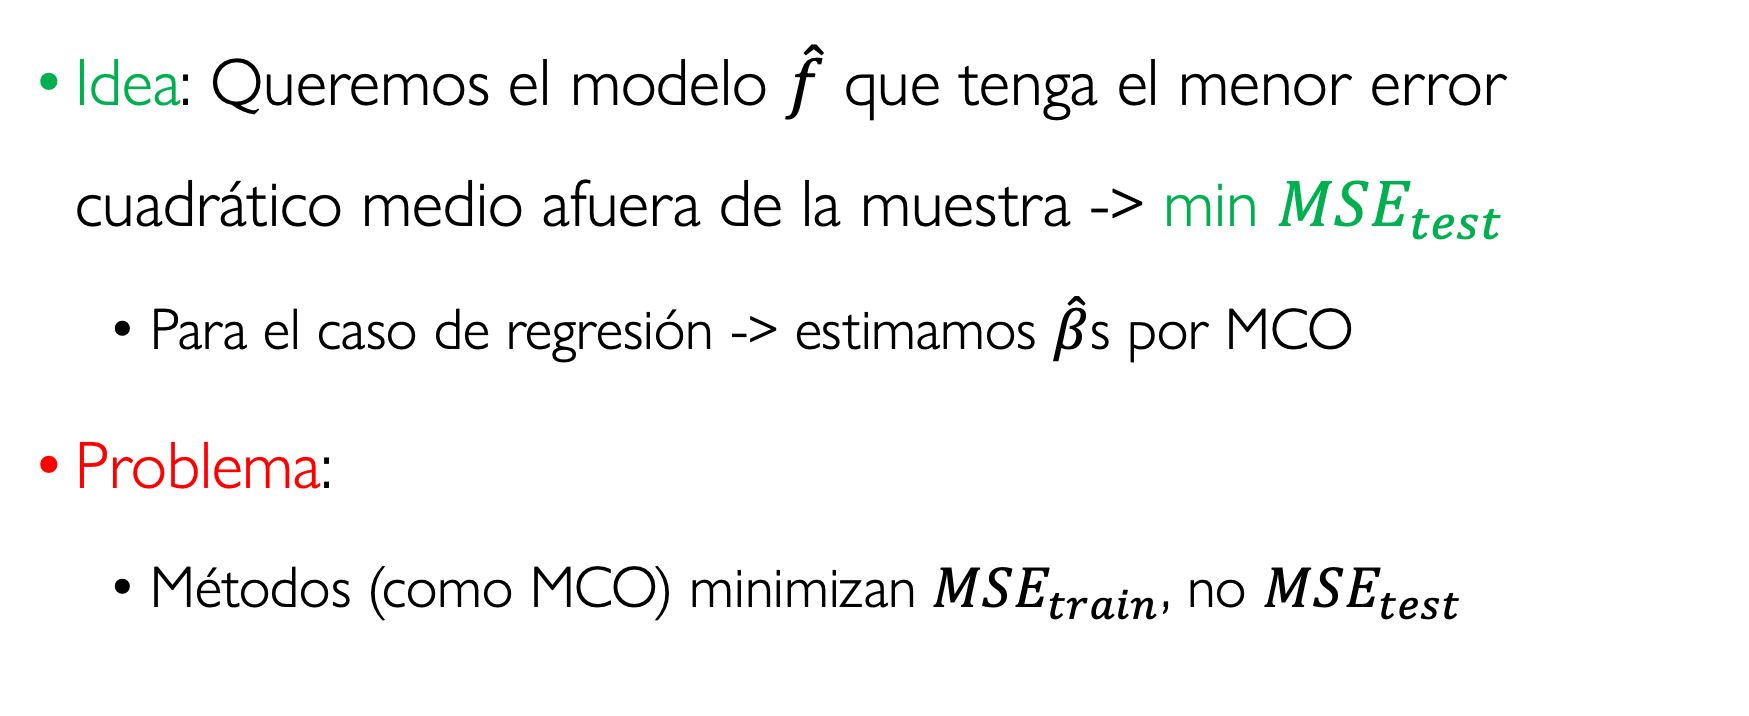 • Idea: Queremos el modelo f̂ que tenga el menor error
cuadrático medio afuera de la muestra -> min MSE_test
• Para el caso de regresión -> estimamos β̂s por MCO
• Problema:
• Métodos (como MCO) minimizan MSE_train, no MSE_test